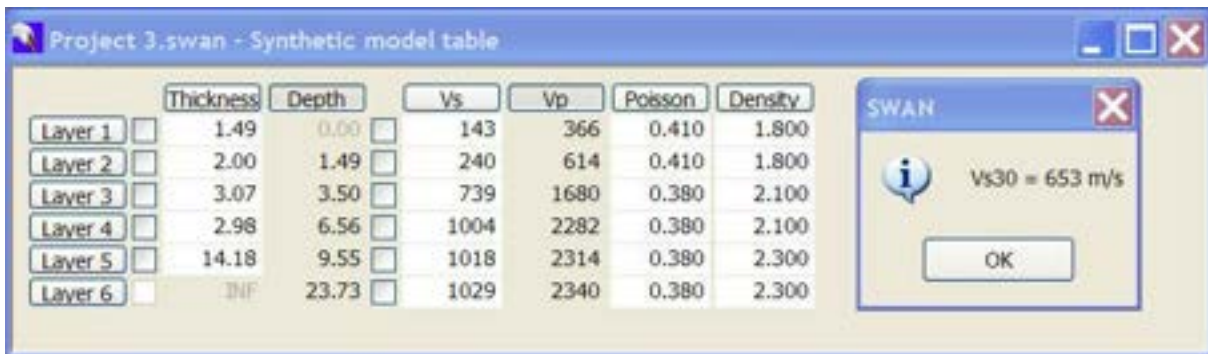 Project 3.swan - Synthetic model table
Thickness Depth Vs Vp Poisson Density
Layer 1 1.49 0.00 143 366 0.410 1.800
Layer 2 2.00 1.49 240 614 0.410 1.800
Layer 3 3.07 3.50 739 1680 0.380 2.100
Layer 4 2.98 6.56 1004 2282 0.380 2.100
Layer 5 14.18 9.55 1018 2314 0.380 2.300
Layer 6 INF 23.73 1029 2340 0.380 2.300
SWAN
Vs30 = 653 m/s
OK